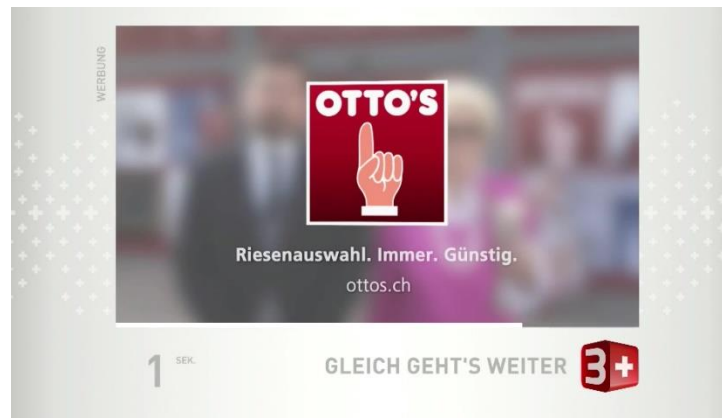 WERBUNG
OTTO'S
Riesenauswahl. Immer. Günstig.
ottos.ch
1 SEK.
GLEICH GEHT'S WEITER 3+